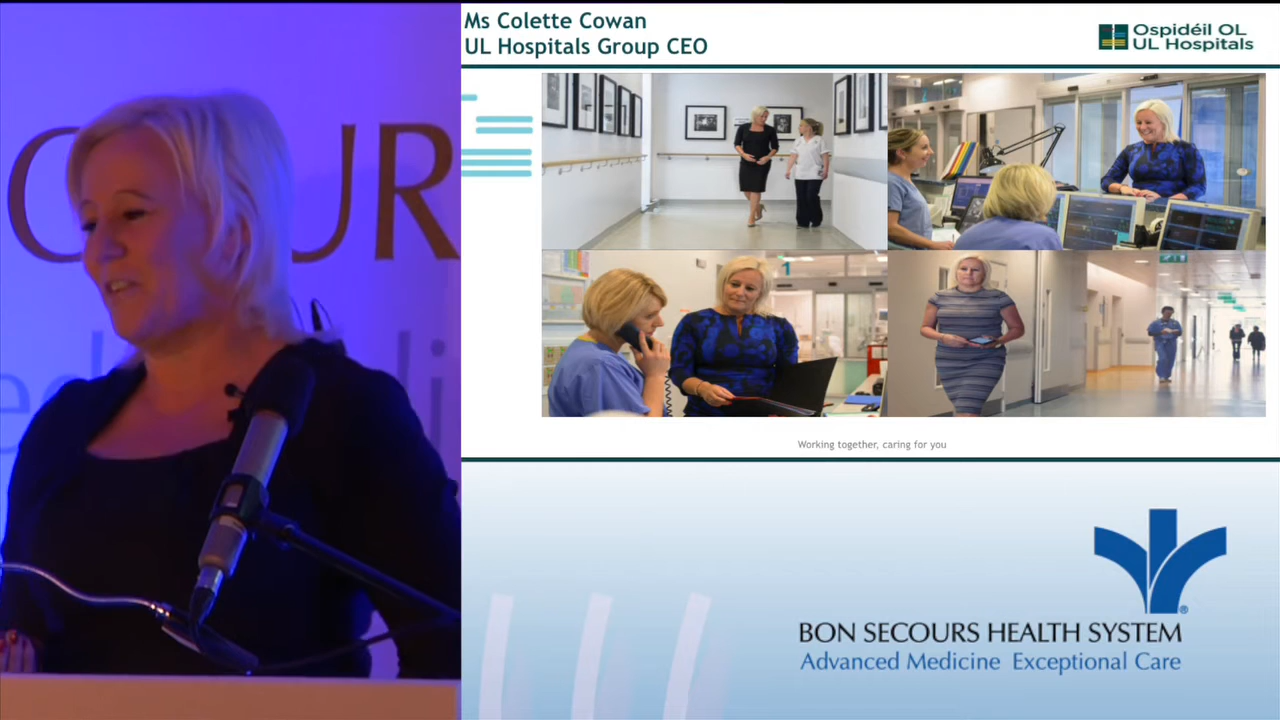 Ms Colette Cowan
UL Hospitals Group CEO
Ospidéil OL
UL Hospitals
Working together, caring for you
BON SECOURS HEALTH SYSTEM
Advanced Medicine Exceptional Care